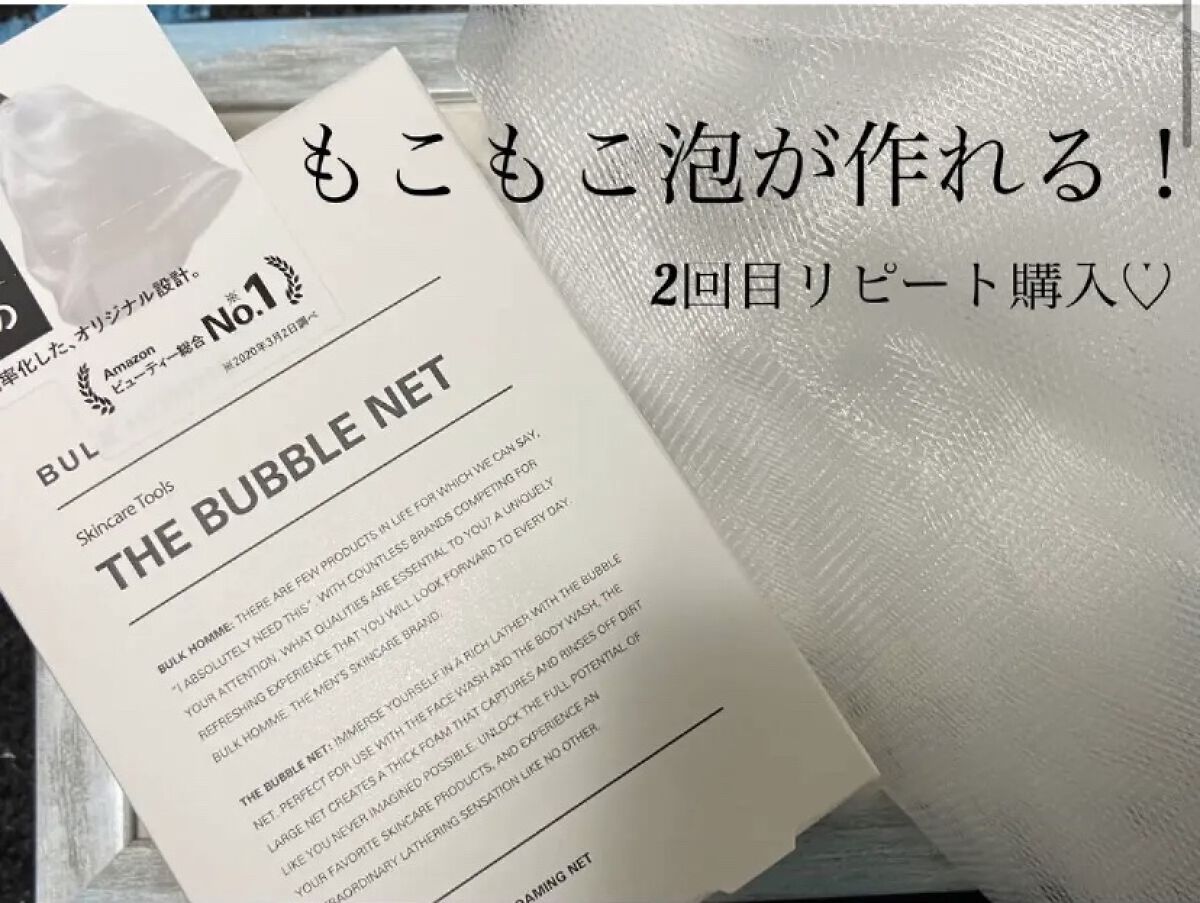 もこもこ泡が作れる！
2回目リピート購入♡
の
率化した、オリジナル設計。
Amazon
ビューティー総合
※
No.1
※2020年3月2日調べ
BUL
Skincare Tools
THE BUBBLE NET
BULK HOMME: THERE ARE FEW PRODUCTS IN LIFE FOR WHICH WE CAN SAY,
"I ABSOLUTELY NEED THIS". WITH COUNTLESS BRANDS COMPETING FOR
YOUR ATTENTION, WHAT QUALITIES ARE ESSENTIAL TO YOU? A UNIQUELY
REFRESHING EXPERIENCE THAT YOU WILL LOOK FORWARD TO EVERY DAY.
BULK HOMME. THE MEN'S SKINCARE BRAND.
THE BUBBLE NET: IMMERSE YOURSELF IN A RICH LATHER WITH THE BUBBLE
NET. PERFECT FOR USE WITH THE FACE WASH AND THE BODY WASH, THE
LARGE NET CREATES A THICK FOAM THAT CAPTURES AND RINSES OFF DIRT
LIKE YOU NEVER IMAGINED POSSIBLE. UNLOCK THE FULL POTENTIAL OF
YOUR FAVORITE SKINCARE PRODUCTS, AND EXPERIENCE AN
RAORDINARY LATHERING SENSATION LIKE NO OTHER.
OAMING NET